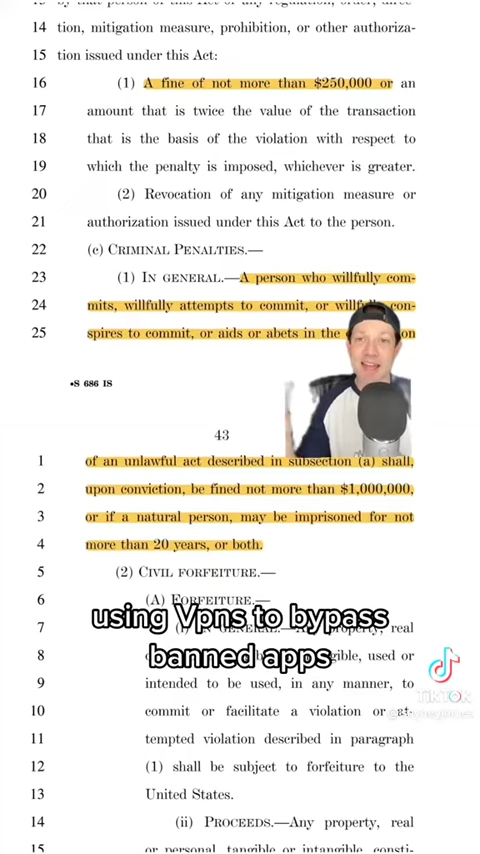 14 tion, mitigation measure, prohibition, or other authoriza-
15 tion issued under this Act:
16 (1) A fine of not more than $250,000 or an
17 amount that is twice the value of the transaction
18 that is the basis of the violation with respect to
19 which the penalty is imposed, whichever is greater.
20 (2) Revocation of any mitigation measure or
21 authorization issued under this Act to the person.
22 (c) CRIMINAL PENALTIES.—
23 (1) IN GENERAL.—A person who willfully com-
24 mits, willfully attempts to commit, or willfully con-
25 spires to commit, or aids or abets in the on
•S 686 IS
43
1 of an unlawful act described in subsection (a) shall,
2 upon conviction, be fined not more than $1,000,000,
3 or if a natural person, may be imprisoned for not
4 more than 20 years, or both.
5 (2) CIVIL FORFEITURE.—
6 (A) FORFEITURE.—
using Vpns to bypass
7 (i) IN GENERAL.—Any property, real
banned apps
8 used or
9 intended to be used, in any manner, to
10 commit or facilitate a violation or at-
11 tempted violation described in paragraph
12 (1) shall be subject to forfeiture to the
13 United States.
14 (ii) PROCEEDS.—Any property, real
15 or personal, tangible or intangible, consti-
TikTok